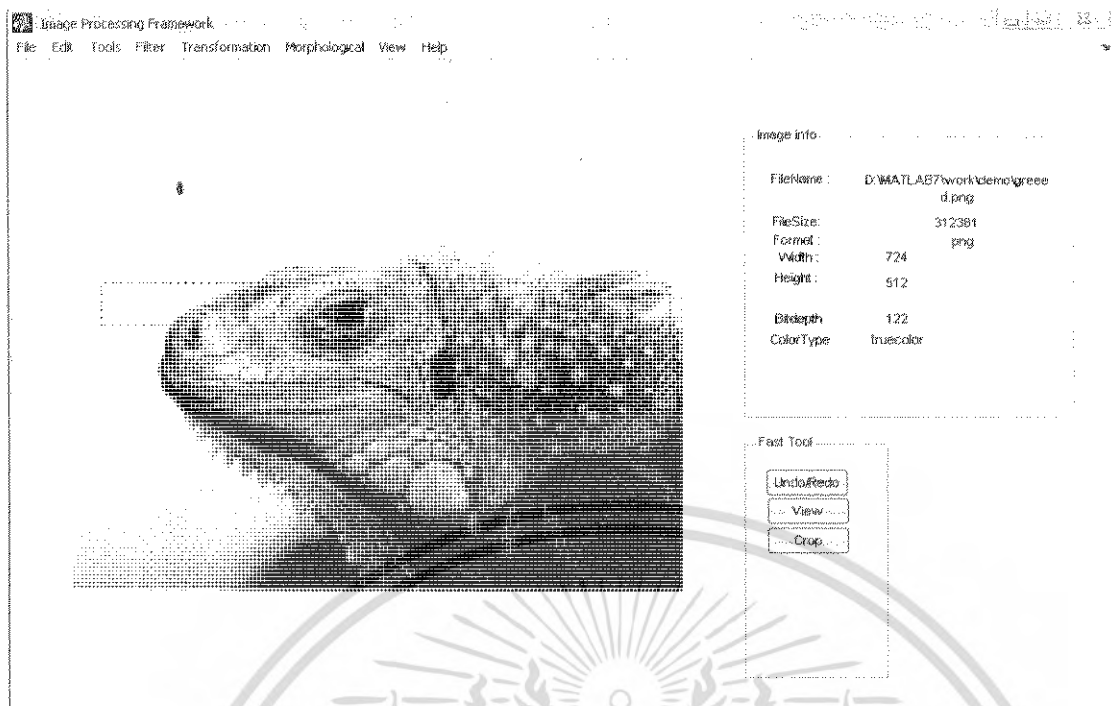 Image Processing Framework
File Edit Tools Filter Transformation Morphological View Help
Image info
FileName : D:\MATLAB7\work\demo\greee
d.png
FileSize: 312381
Format : png
Width : 724
Height : 512
Bitdepth 122
ColorType truecolor
Fast Tool
Undo/Redo
View
Crop